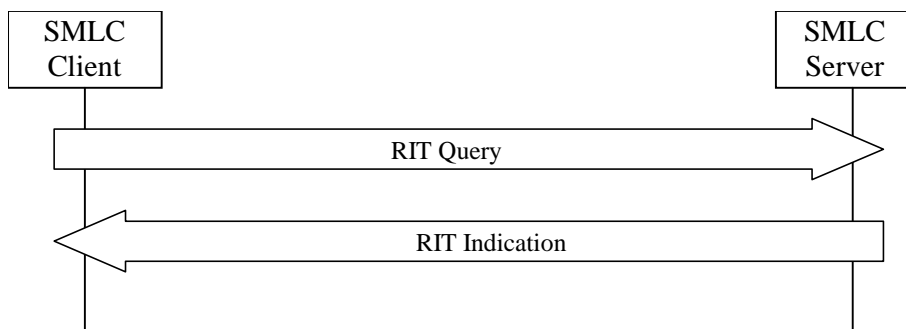 SMLC
Client
SMLC
Server
RIT Query
RIT Indication